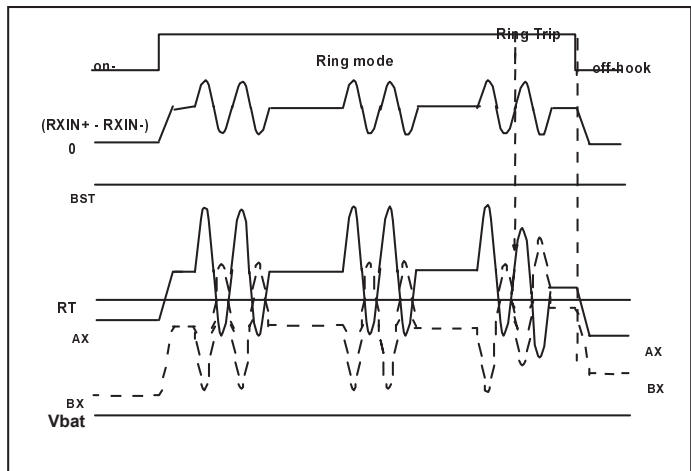 Ring Trip
on-
Ring mode
off-hook
(RXIN+ - RXIN-)
0
BST
RT
AX
AX
BX
BX
Vbat